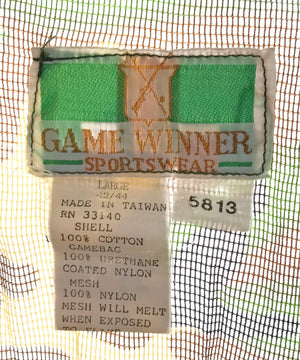 GAME WINNER
SPORTSWEAR
LARGE
42/44
MADE IN TAIWAN
RN 33140
SHELL
100% COTTON
GAMEBAG
100% URETHANE
COATED NYLON
MESH
100% NYLON
MESH WILL MELT
WHEN EXPOSED
5813